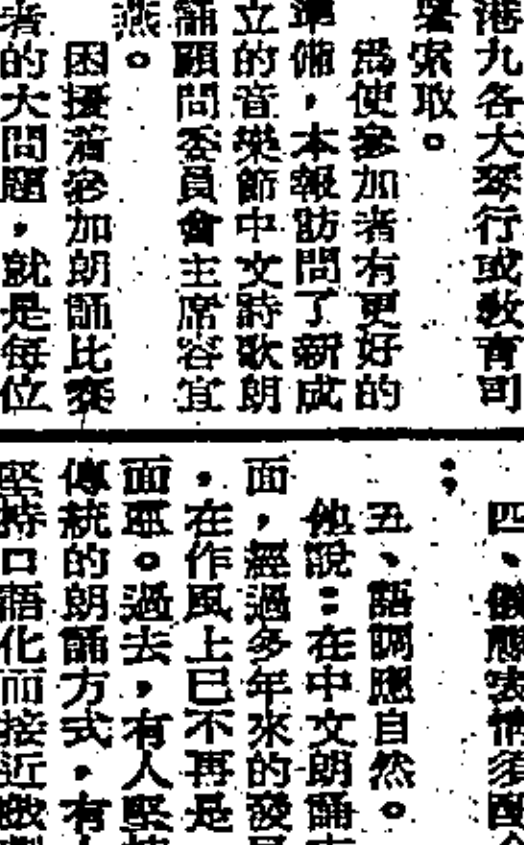 港九各大琴行或教育司
署索取。
爲使參加者有更好的
準備，本報訪問了新成
立的音樂節中文詩歌朗
誦顧問委員會主席容宜
燕。
困擾着參加朗誦比賽
者的大問題，就是每位
四、儀態表情須配合
五、語調應自然。
他說：在中文朗誦
面，經過多年來的發展
，在作風上已不再是
面。過去，有人堅持
傳統的朗誦方式，有
堅持口語化而接近